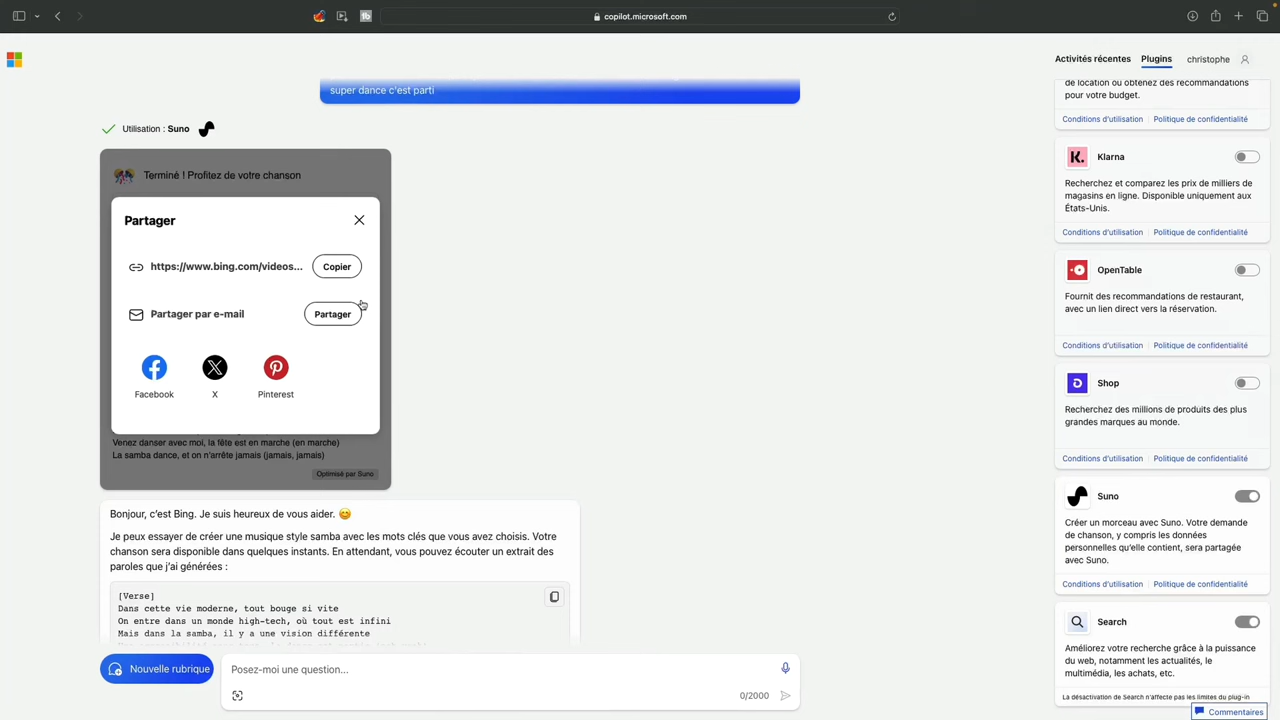 copilot.microsoft.com
Activités récentes
Plugins
christophe
super dance c'est parti
Utilisation : Suno
Terminé ! Profitez de votre chanson
Partager
https://www.bing.com/videos...
Copier
Partager par e-mail
Partager
Facebook
X
Pinterest
Venez danser avec moi, la fête est en marche (en marche)
La samba dance, et on n'arrête jamais (jamais, jamais)
Optimisé par Suno
Bonjour, c'est Bing. Je suis heureux de vous aider.
Je peux essayer de créer une musique style samba avec les mots clés que vous avez choisis. Votre
chanson sera disponible dans quelques instants. En attendant, vous pouvez écouter un extrait des
paroles que j'ai générées :
[Verse]
Dans cette vie moderne, tout bouge si vite
On entre dans un monde high-tech, où tout est infini
Mais dans la samba, il y a une vision différente
Nouvelle rubrique
Posez-moi une question...
0/2000
de location ou obtenez des recommandations
pour votre budget.
Conditions d'utilisation
Politique de confidentialité
K.
Klarna
Recherchez et comparez les prix de milliers de
magasins en ligne. Disponible uniquement aux
États-Unis.
Conditions d'utilisation
Politique de confidentialité
OpenTable
Fournit des recommandations de restaurant,
avec un lien direct vers la réservation.
Conditions d'utilisation
Politique de confidentialité
Shop
Recherchez des millions de produits des plus
grandes marques au monde.
Conditions d'utilisation
Politique de confidentialité
Suno
Créer un morceau avec Suno. Votre demande
de chanson, y compris les données
personnelles qu'elle contient, sera partagée
avec Suno.
Conditions d'utilisation
Politique de confidentialité
Search
Améliorez votre recherche grâce à la puissance
du web, notamment les actualités, le
multimédia, les achats, etc.
La désactivation de Search n'affecte pas les limites du plug-in
Commentaires